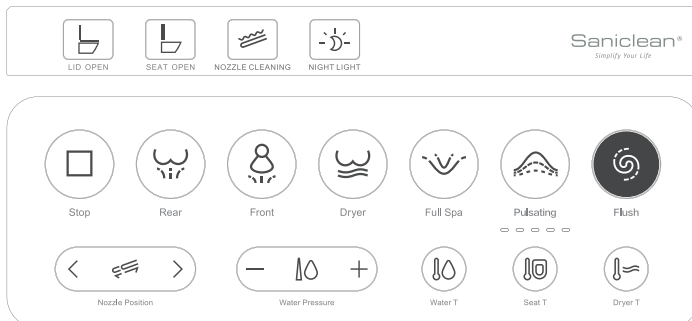 LID OPEN SEAT OPEN NOZZLE CLEANING NIGHT LIGHT
Saniclean®
Simplify Your Life
Stop Rear Front Dryer Full Spa Pulsating Flush
Nozzle Position Water Pressure Water T Seat T Dryer T